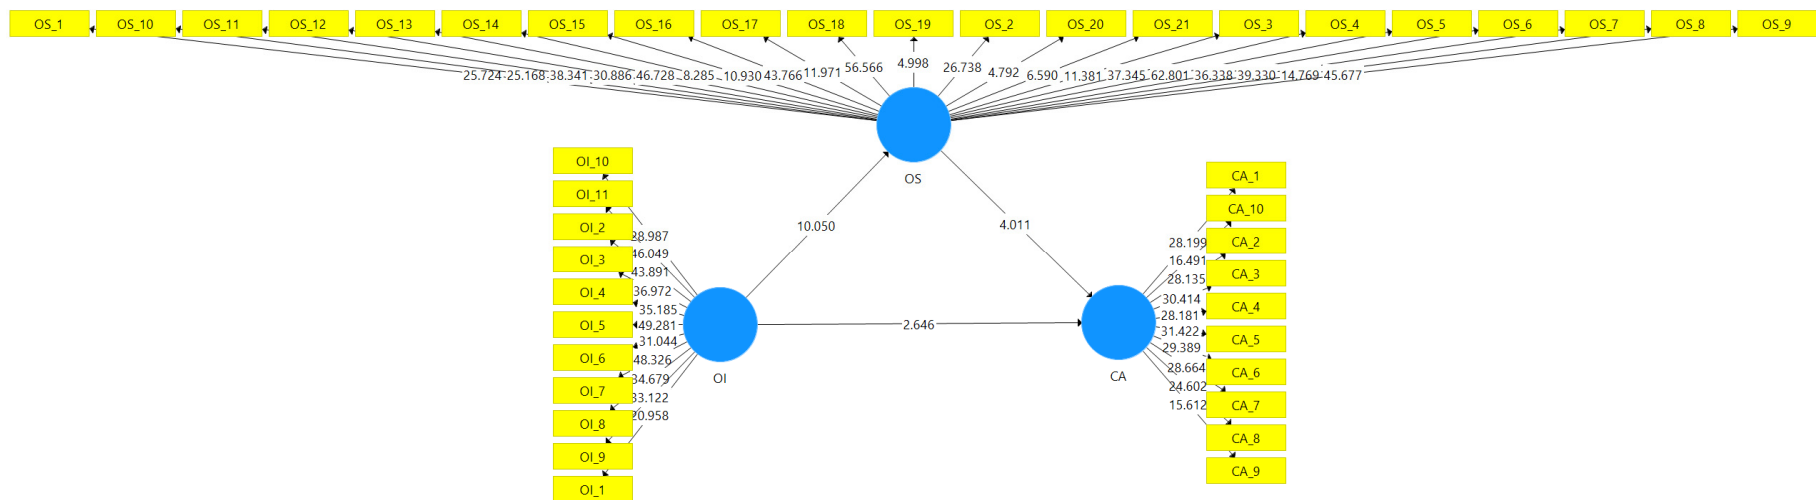 OS_1 OS_10 OS_11 OS_12 OS_13 OS_14 OS_15 OS_16 OS_17 OS_18 OS_19 OS_2 OS_20 OS_21 OS_3 OS_4 OS_5 OS_6 OS_7 OS_8 OS_9
25.724 25.168 38.341 30.886 46.728 8.285 10.930 43.766 11.971 56.566 4.998 26.738 4.792 6.590 11.381 37.345 62.801 36.338 39.330 14.769 45.677
OS
10.050
4.011
2.646
OI_10
OI_11
OI_2
OI_3
OI_4
OI_5
OI_6
OI_7
OI_8
OI_9
OI_1
28.987
46.049
43.891
36.972
35.185
49.281
31.044
48.326
34.679
33.122
20.958
OI
CA
28.199
16.491
28.135
30.414
28.181
31.422
29.389
28.664
24.602
15.612
CA_1
CA_10
CA_2
CA_3
CA_4
CA_5
CA_6
CA_7
CA_8
CA_9